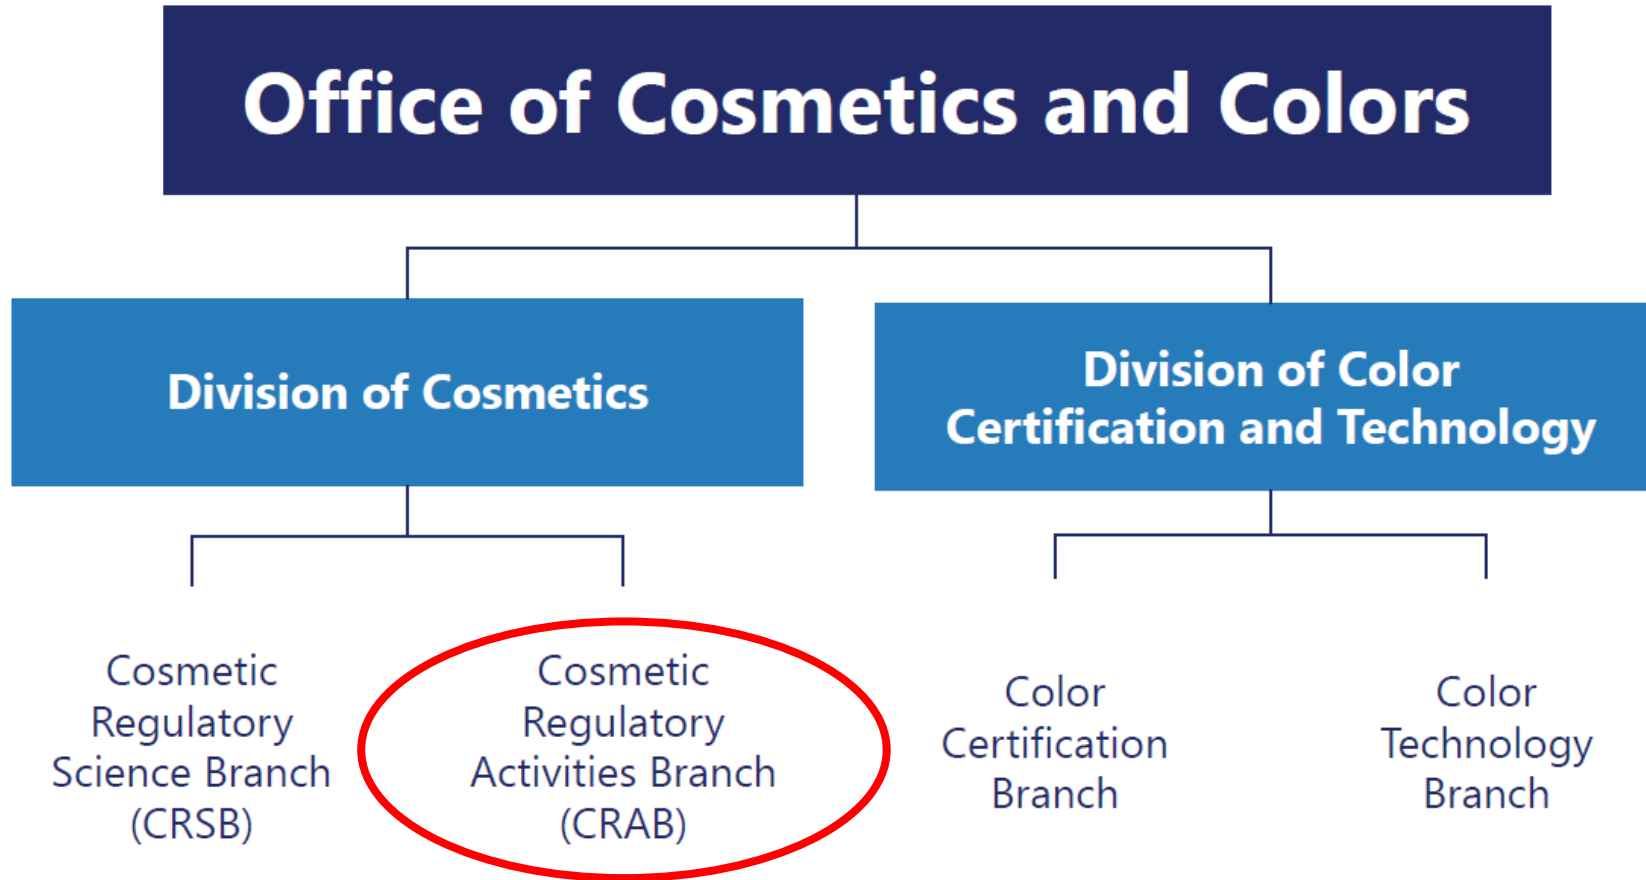 Office of Cosmetics and Colors
Division of Cosmetics
Division of Color
Certification and Technology
Cosmetic
Regulatory
Science Branch
(CRSB)
Cosmetic
Regulatory
Activities Branch
(CRAB)
Color
Certification
Branch
Color
Technology
Branch